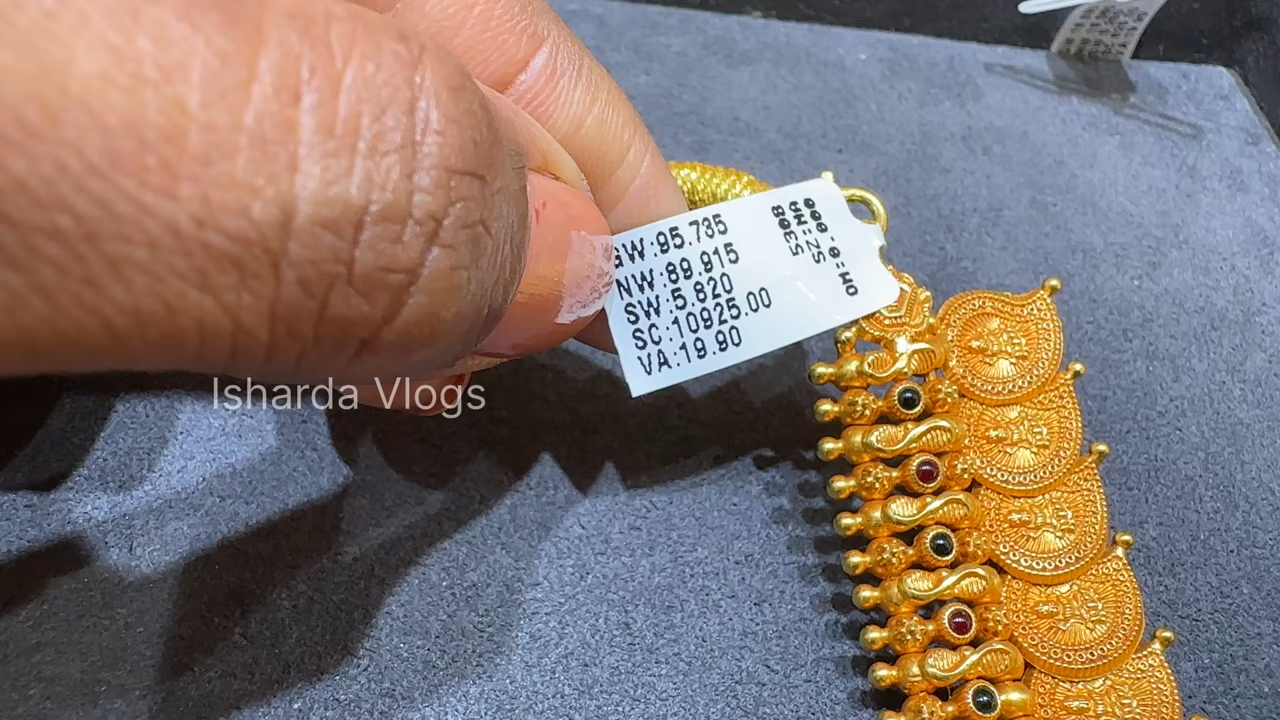 GW:95.735
NW:89.915
SW:5.820
SC:10925.00
VA:19.90
5308
SZ:MA
OM=0.000
Isharda Vlogs